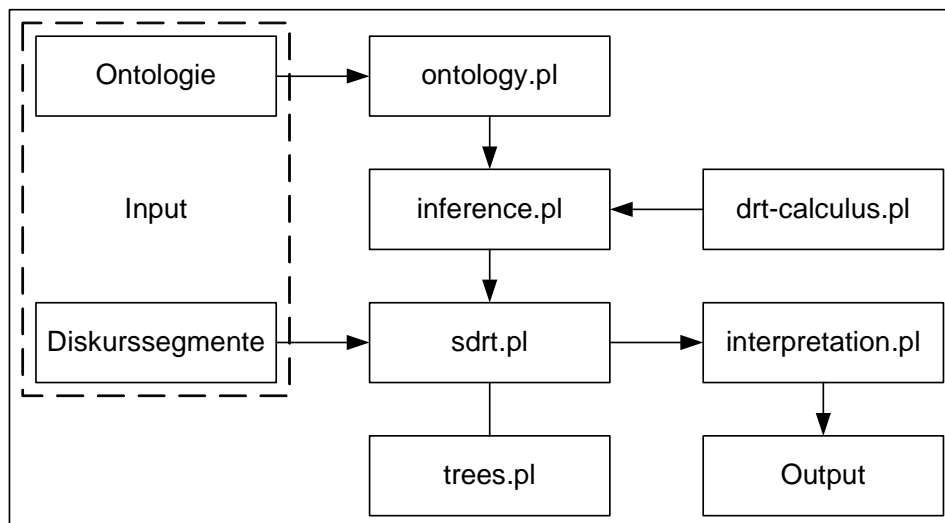 Ontologie
ontology.pl
Input
inference.pl
drt-calculus.pl
Diskurssegmente
sdrt.pl
interpretation.pl
trees.pl
Output